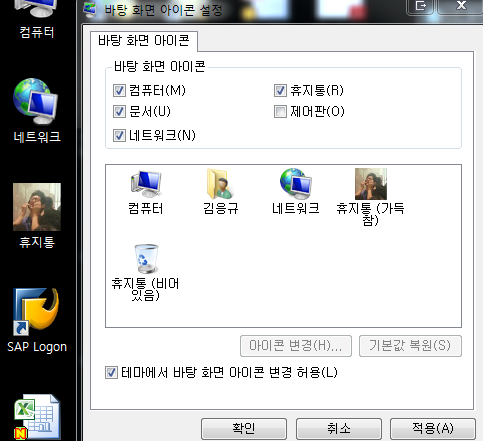 컴퓨터
네트워크
휴지통
SAP Logon
바탕 화면 아이콘 설정
바탕 화면 아이콘
바탕 화면 아이콘
컴퓨터(M)
휴지통(R)
문서(U)
제어판(O)
네트워크(N)
컴퓨터
김응규
네트워크
휴지통 (가득
참)
휴지통 (비어
있음)
아이콘 변경(H)...
기본값 복원(S)
테마에서 바탕 화면 아이콘 변경 허용(L)
확인
취소
적용(A)